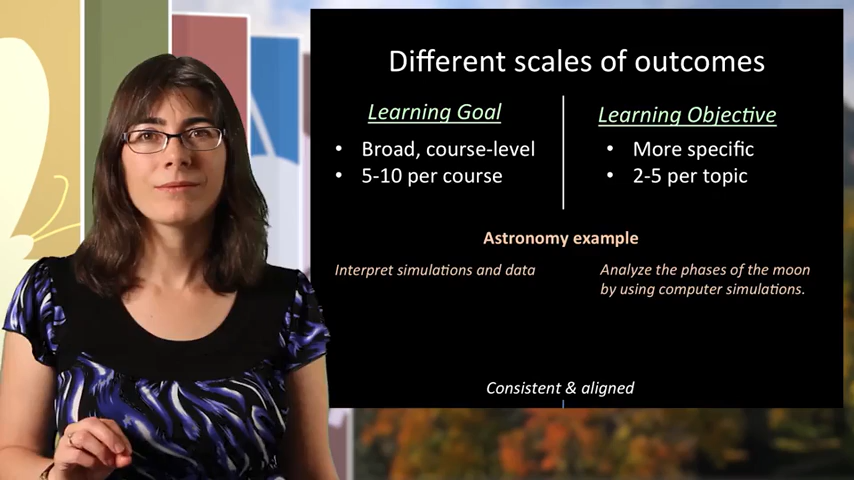 Different scales of outcomes
Learning Goal
• Broad, course-level
• 5-10 per course
Learning Objective
• More specific
• 2-5 per topic
Astronomy example
Interpret simulations and data
Analyze the phases of the moon
by using computer simulations.
Consistent & aligned